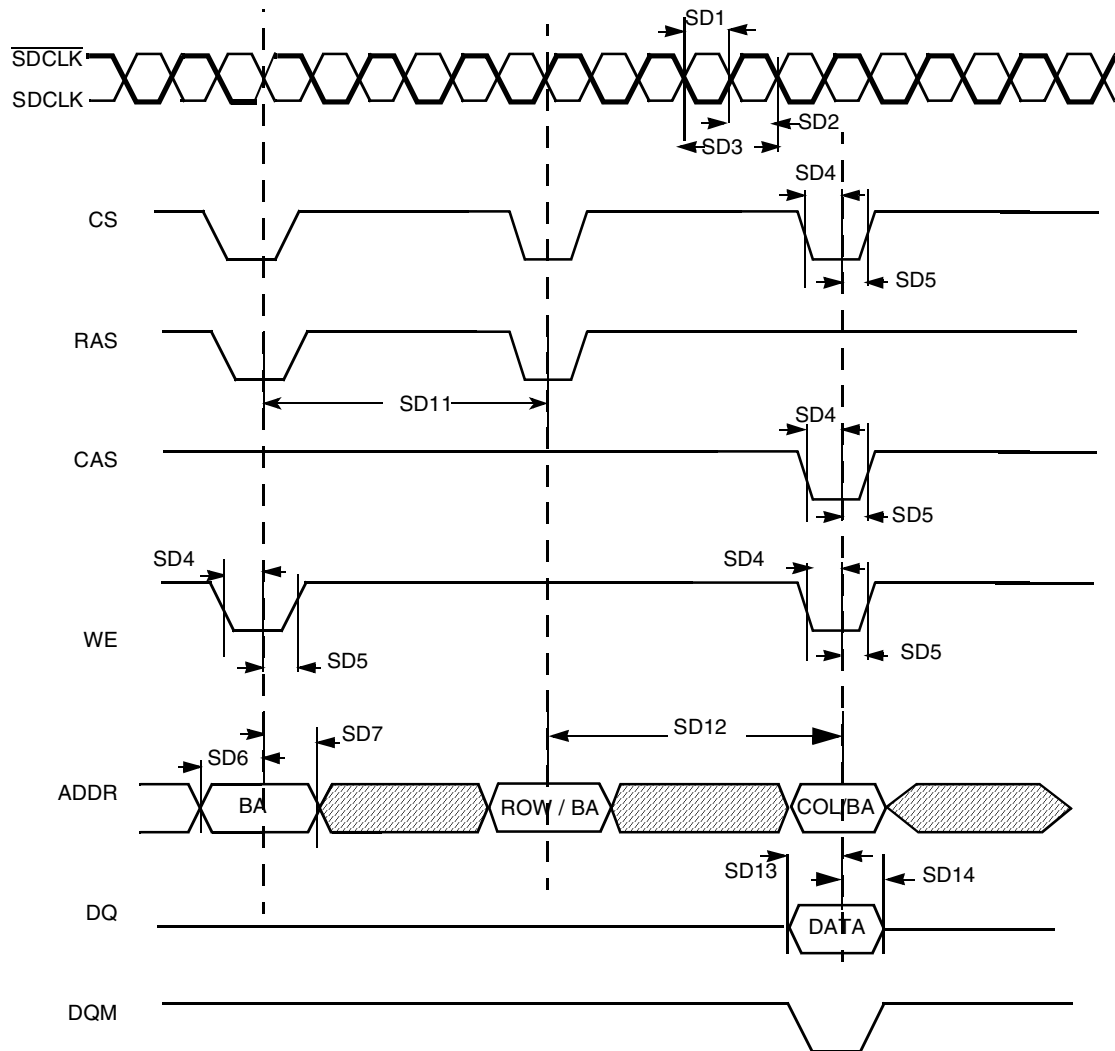 SD1
SDCLK
SDCLK
SD2
SD3
SD4
CS
SD5
RAS
SD11
SD4
CAS
SD5
SD4
SD4
WE
SD5
SD5
SD12
SD7
SD6
ADDR
BA
ROW / BA
COL/BA
SD13
SD14
DQ
DATA
DQM